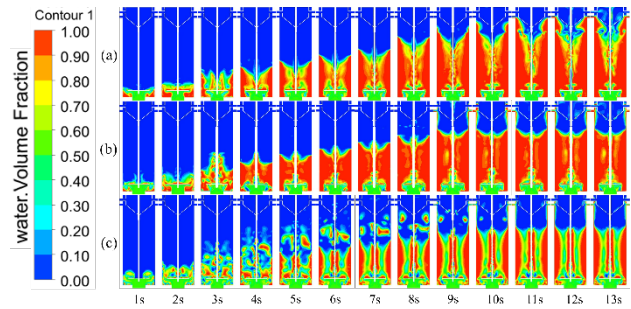 Contour 1
water.Volume Fraction
1.00
0.90
0.80
0.70
0.60
0.50
0.40
0.30
0.20
0.10
0.00
(a)
(b)
(c)
1s 2s 3s 4s 5s 6s 7s 8s 9s 10s 11s 12s 13s